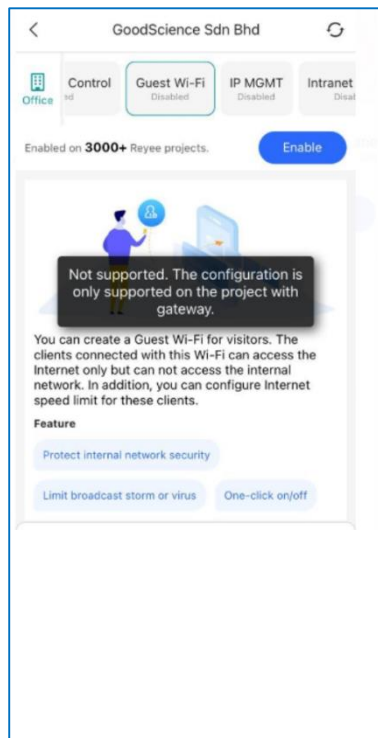 GoodScience Sdn Bhd
Office
Control
Guest Wi-Fi
Disabled
IP MGMT
Disabled
Intranet
Enabled on 3000+ Reyee projects.
Enable
Not supported. The configuration is
only supported on the project with
gateway.
You can create a Guest Wi-Fi for visitors. The
clients connected with this Wi-Fi can access the
Internet only but can not access the internal
network. In addition, you can configure Internet
speed limit for these clients.
Feature
Protect internal network security
Limit broadcast storm or virus
One-click on/off